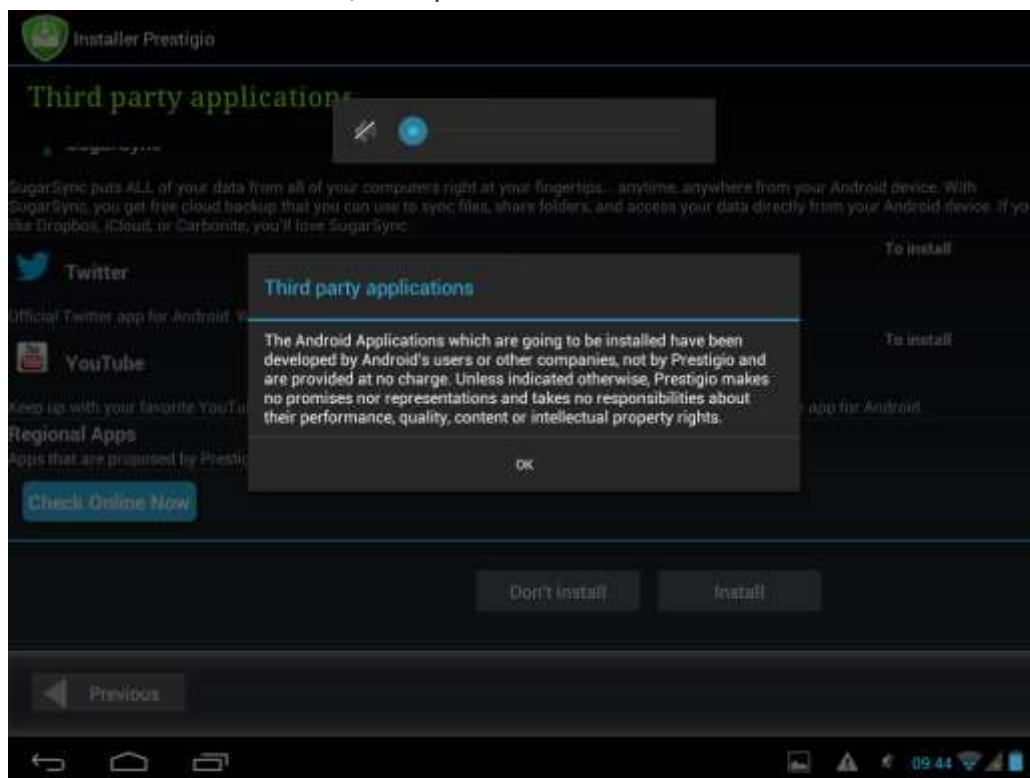 Installer Prestigio
Third party applications
SugarSync
SugarSync puts ALL of your data from all of your computers right at your fingertips... anytime, anywhere from your Android device. With
SugarSync, you get free cloud backup that you can use to sync files, share folders, and access your data directly from your Android device. If yo
like Dropbox, iCloud, or Carbonite, you'll love SugarSync
To install
Twitter
Official Twitter app for Android.
To install
YouTube
Keep up with your favorite YouTu
app for Android
Regional Apps
Apps that are proposed by Prestig
Check Online Now
Third party applications
The Android Applications which are going to be installed have been
developed by Android's users or other companies, not by Prestigio and
are provided at no charge. Unless indicated otherwise, Prestigio makes
no promises nor representations and takes no responsibilities about
their performance, quality, content or intellectual property rights.
OK
Don't install
Install
Previous
09:44